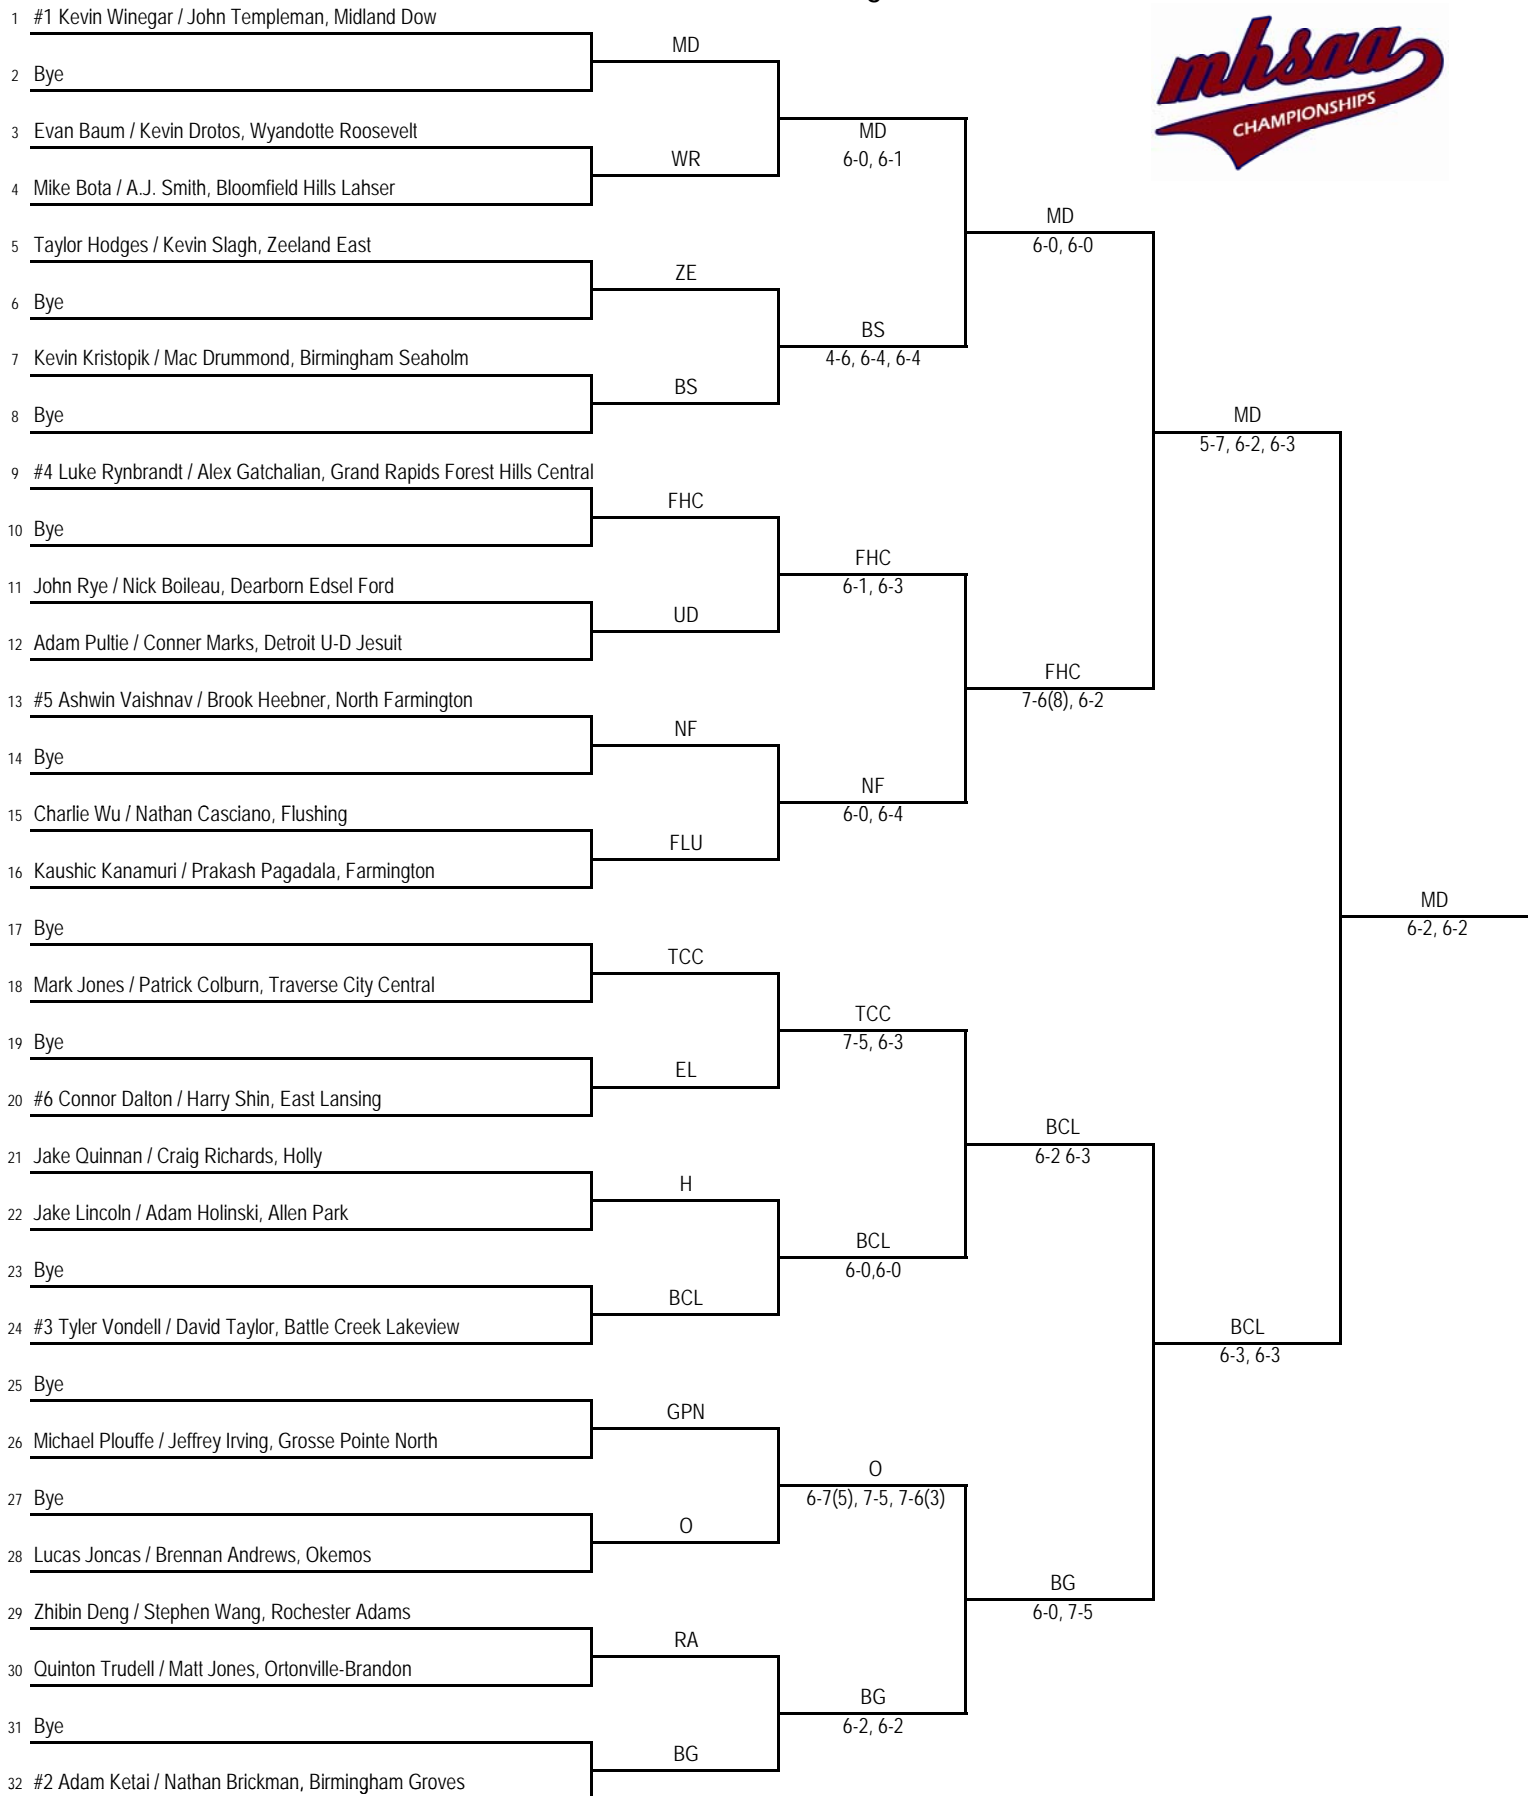 1 #1 Kevin Winegar / John Templeman, Midland Dow
MD
2 Bye
3 Evan Baum / Kevin Drotos, Wyandotte Roosevelt
MD
WR
6-0, 6-1
4 Mike Bota / A.J. Smith, Bloomfield Hills Lahser
mhsaa
CHAMPIONSHIPS
MD
5 Taylor Hodges / Kevin Slagh, Zeeland East
6-0, 6-0
ZE
6 Bye
BS
7 Kevin Kristopik / Mac Drummond, Birmingham Seaholm
4-6, 6-4, 6-4
BS
8 Bye
MD
5-7, 6-2, 6-3
9 #4 Luke Rynbrandt / Alex Gatchalian, Grand Rapids Forest Hills Central
FHC
10 Bye
FHC
11 John Rye / Nick Boileau, Dearborn Edsel Ford
6-1, 6-3
UD
12 Adam Pultie / Conner Marks, Detroit U-D Jesuit
FHC
13 #5 Ashwin Vaishnav / Brook Heebner, North Farmington
7-6(8), 6-2
NF
14 Bye
NF
15 Charlie Wu / Nathan Casciano, Flushing
6-0, 6-4
FLU
16 Kaushic Kanamuri / Prakash Pagadala, Farmington
MD
17 Bye
6-2, 6-2
TCC
18 Mark Jones / Patrick Colburn, Traverse City Central
TCC
19 Bye
7-5, 6-3
EL
20 #6 Connor Dalton / Harry Shin, East Lansing
BCL
21 Jake Quinnan / Craig Richards, Holly
6-2 6-3
H
22 Jake Lincoln / Adam Holinski, Allen Park
BCL
23 Bye
6-0,6-0
BCL
24 #3 Tyler Vondell / David Taylor, Battle Creek Lakeview
BCL
6-3, 6-3
25 Bye
GPN
26 Michael Plouffe / Jeffrey Irving, Grosse Pointe North
O
27 Bye
6-7(5), 7-5, 7-6(3)
O
28 Lucas Joncas / Brennan Andrews, Okemos
BG
29 Zhibin Deng / Stephen Wang, Rochester Adams
6-0, 7-5
RA
30 Quinton Trudell / Matt Jones, Ortonville-Brandon
BG
31 Bye
6-2, 6-2
BG
32 #2 Adam Ketai / Nathan Brickman, Birmingham Groves